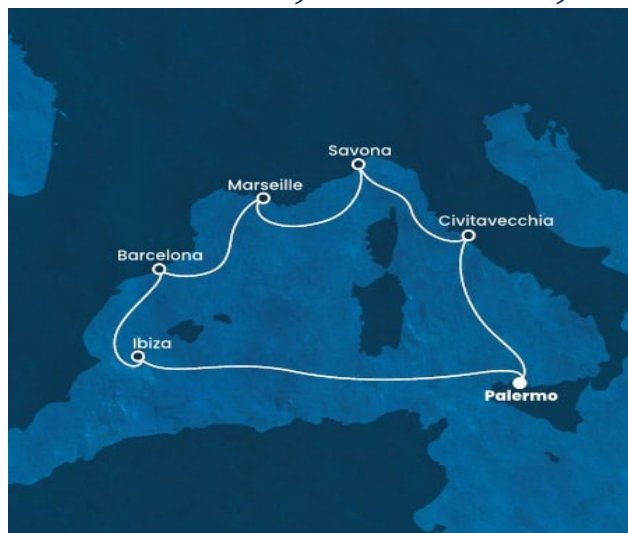 Savona
Marseille
Civitavecchia
Barcelona
Ibiza
Palermo